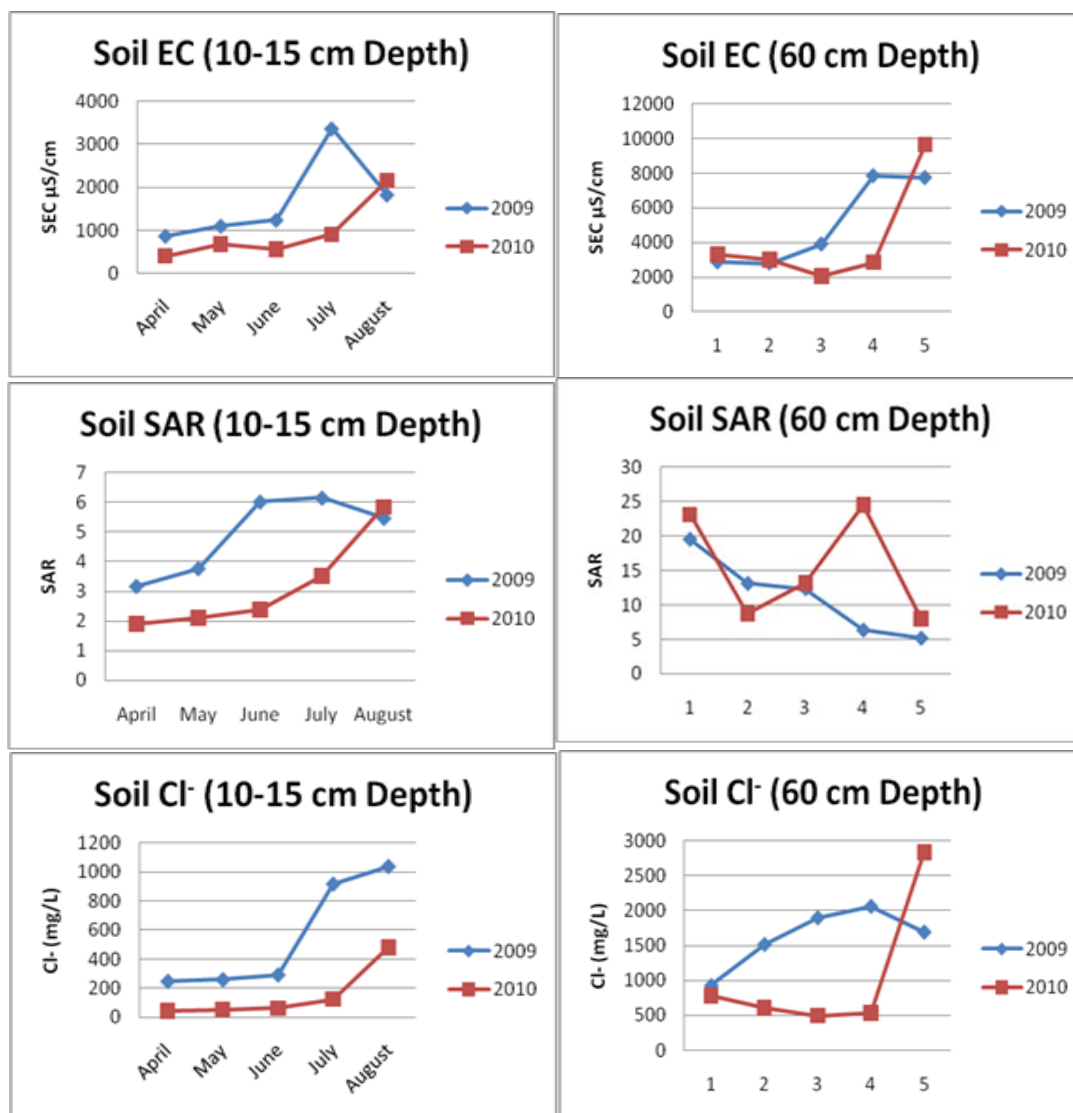 Soil EC (10-15 cm Depth)
SEC µS/cm
4000
3000
2000
1000
0
April
May
June
July
August
2009
2010
Soil EC (60 cm Depth)
SEC µS/cm
12000
10000
8000
6000
4000
2000
0
1 2 3 4 5
2009
2010
Soil SAR (10-15 cm Depth)
SAR
7
6
5
4
3
2
1
0
April May June July August
2009
2010
Soil SAR (60 cm Depth)
SAR
30
25
20
15
10
5
0
1 2 3 4 5
2009
2010
Soil Cl⁻ (10-15 cm Depth)
Cl- (mg/L)
1200
1000
800
600
400
200
0
April
May
June
July
August
2009
2010
Soil Cl⁻ (60 cm Depth)
Cl- (mg/L)
3000
2500
2000
1500
1000
500
0
1 2 3 4 5
2009
2010